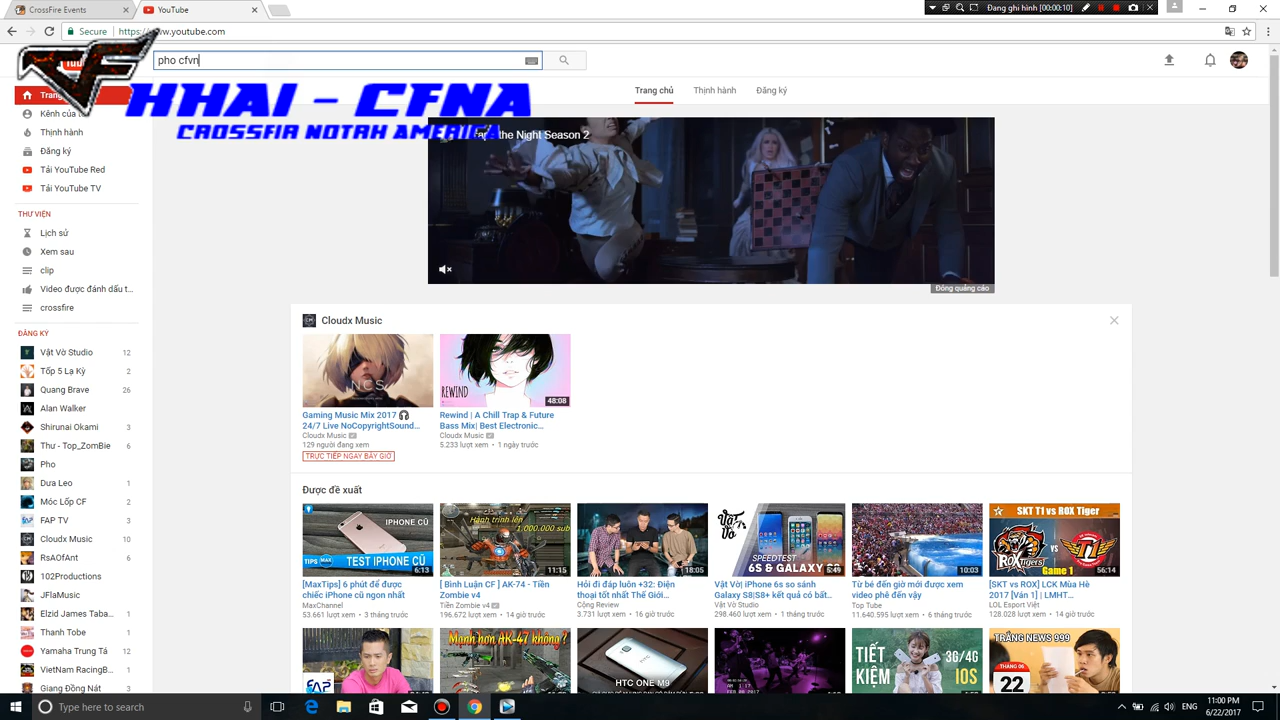 CrossFire Events
YouTube
Đang ghi hình [00:00:10]
Secure
https://www.youtube.com
pho cfvn
HHAI - CFNA
CROSSFIR NOTRH AMERICA
Trang chủ
Thịnh hành
Đăng ký
Kênh của tôi
Thịnh hành
Đăng ký
Tải YouTube Red
Tải YouTube TV
THƯ VIỆN
Lịch sử
Xem sau
clip
Video được đánh dấu t...
crossfire
ĐĂNG KÝ
Vật Vờ Studio 12
Tốp 5 Lạ Kỳ 2
Quang Brave 26
Alan Walker
Shirunai Okami 3
Thư - Top_ZomBie 6
Pho
Dưa Leo 1
Móc Lốp CF 2
FAP TV 3
Cloudx Music 10
RsAOfAnt 6
102Productions
JFlaMusic
Elzid James Taba... 1
Thanh Tobe 1
Yamaha Trung Tá 12
VietNam RacingB... 1
Giang Đồng Nát 3
the Night Season 2
Đóng quảng cáo
Cloudx Music
NCS
REWIND
48:08
Gaming Music Mix 2017 🎧
24/7 Live NoCopyrightSound...
Cloudx Music
129 người đang xem
TRỰC TIẾP NGAY BÂY GIỜ
Rewind | A Chill Trap & Future
Bass Mix| Best Electronic...
Cloudx Music
5.233 lượt xem • 1 ngày trước
Được đề xuất
IPHONE CŨ
TIPS MAX TEST IPHONE CŨ
6:13
[MaxTips] 6 phút để được
chiếc iPhone cũ ngon nhất
MaxChannel
53.661 lượt xem • 3 tháng trước
Hành trình lên
1,000.000 sub
11:15
[ Bình Luận CF ] AK-74 - Tiền
Zombie v4
Tiền Zombie v4
196.672 lượt xem • 14 giờ trước
18:05
Hỏi đi đáp luôn +32: Điện
thoại tốt nhất Thế Giới...
Cộng Review
3.731 lượt xem • 16 giờ trước
SPEEDTEST
6S & GALAXY
5:49
Vật Vờ| iPhone 6s so sánh
Galaxy S8|S8+ kết quả có bất...
Vật Vờ Studio
298.460 lượt xem • 1 tháng trước
10:03
Từ bé đến giờ mới được xem
video phê đến vậy
Top Tube
11.640.595 lượt xem • 6 tháng trước
SKT T1 vs ROX Tiger
vs
Game 1
56:14
[SKT vs ROX] LCK Mùa Hè
2017 [Ván 1] | LMHT...
LOL Esport Việt
128.028 lượt xem • 14 giờ trước
FAP
Mạnh hơn AK-47 không ?
HTC ONE M9
TIẾT
KIỆM
3G/4G
IOS
TRẮNG NEWS 999
THÁNG 06
22
Type here to search
ENG
11:00 PM
6/22/2017